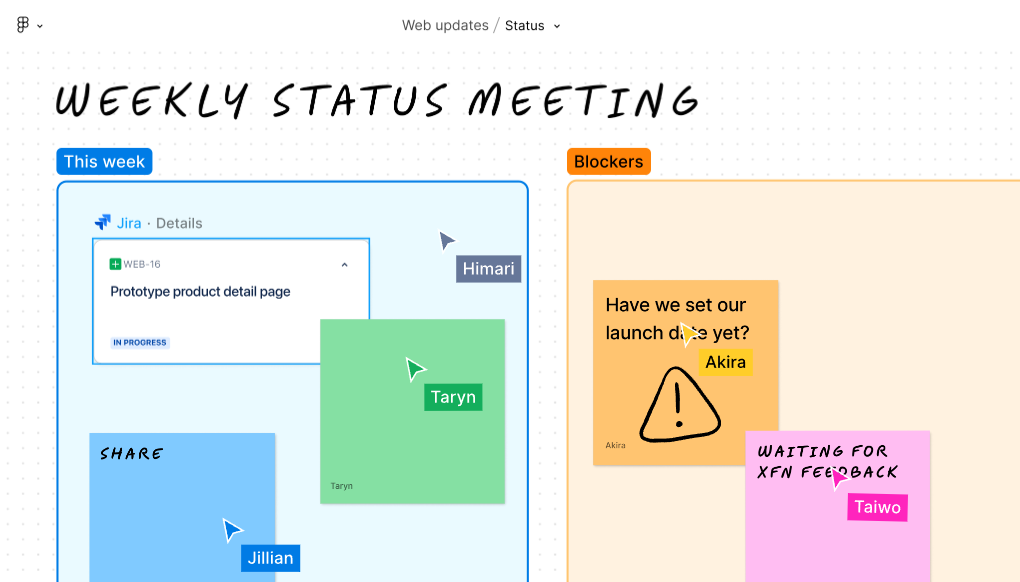 Web updates / Status
WEEKLY STATUS MEETING
This week
Jira · Details
WEB-16
Prototype product detail page
IN PROGRESS
Himari
Taryn
Taryn
SHARE
Jillian
Blockers
Have we set our
launch date yet?
Akira
Akira
WAITING FOR
XFN FEEDBACK
Taiwo